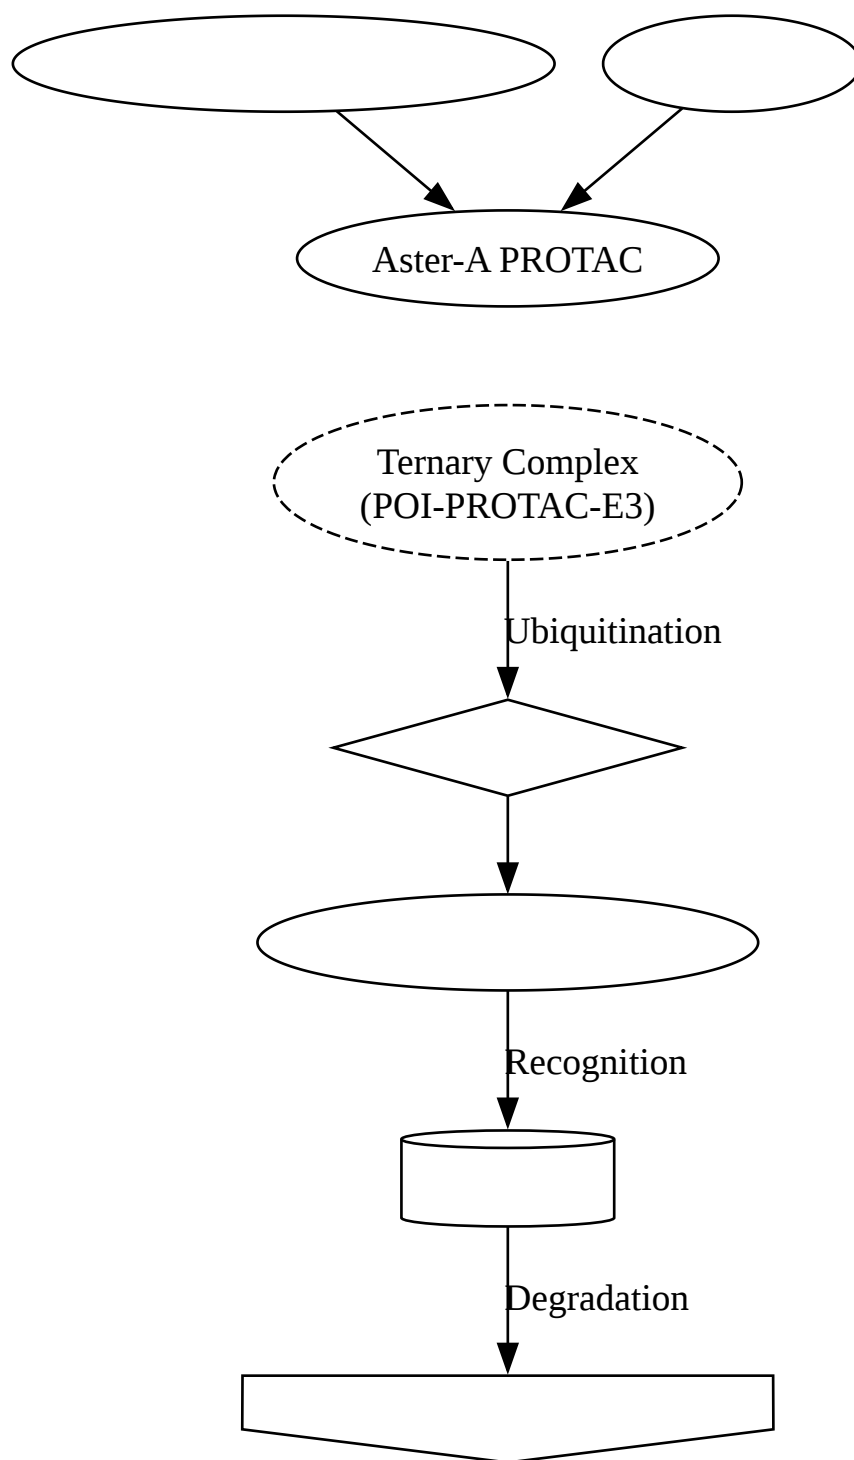 Aster-A PROTAC
Ternary Complex
(POI-PROTAC-E3)
Ubiquitination
Recognition
Degradation